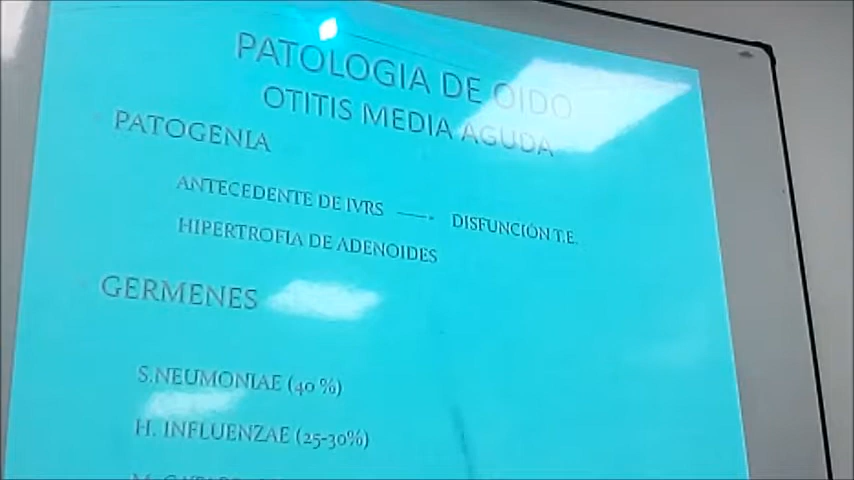 PATOLOGIA DE OIDO
OTITIS MEDIA AGUDA
PATOGENIA
ANTECEDENTE DE IVRS ----- DISFUNCIÓN T.E.
HIPERTROFIA DE ADENOIDES
GERMENES
S.NEUMONIAE (40 %)
H. INFLUENZAE (25-30%)